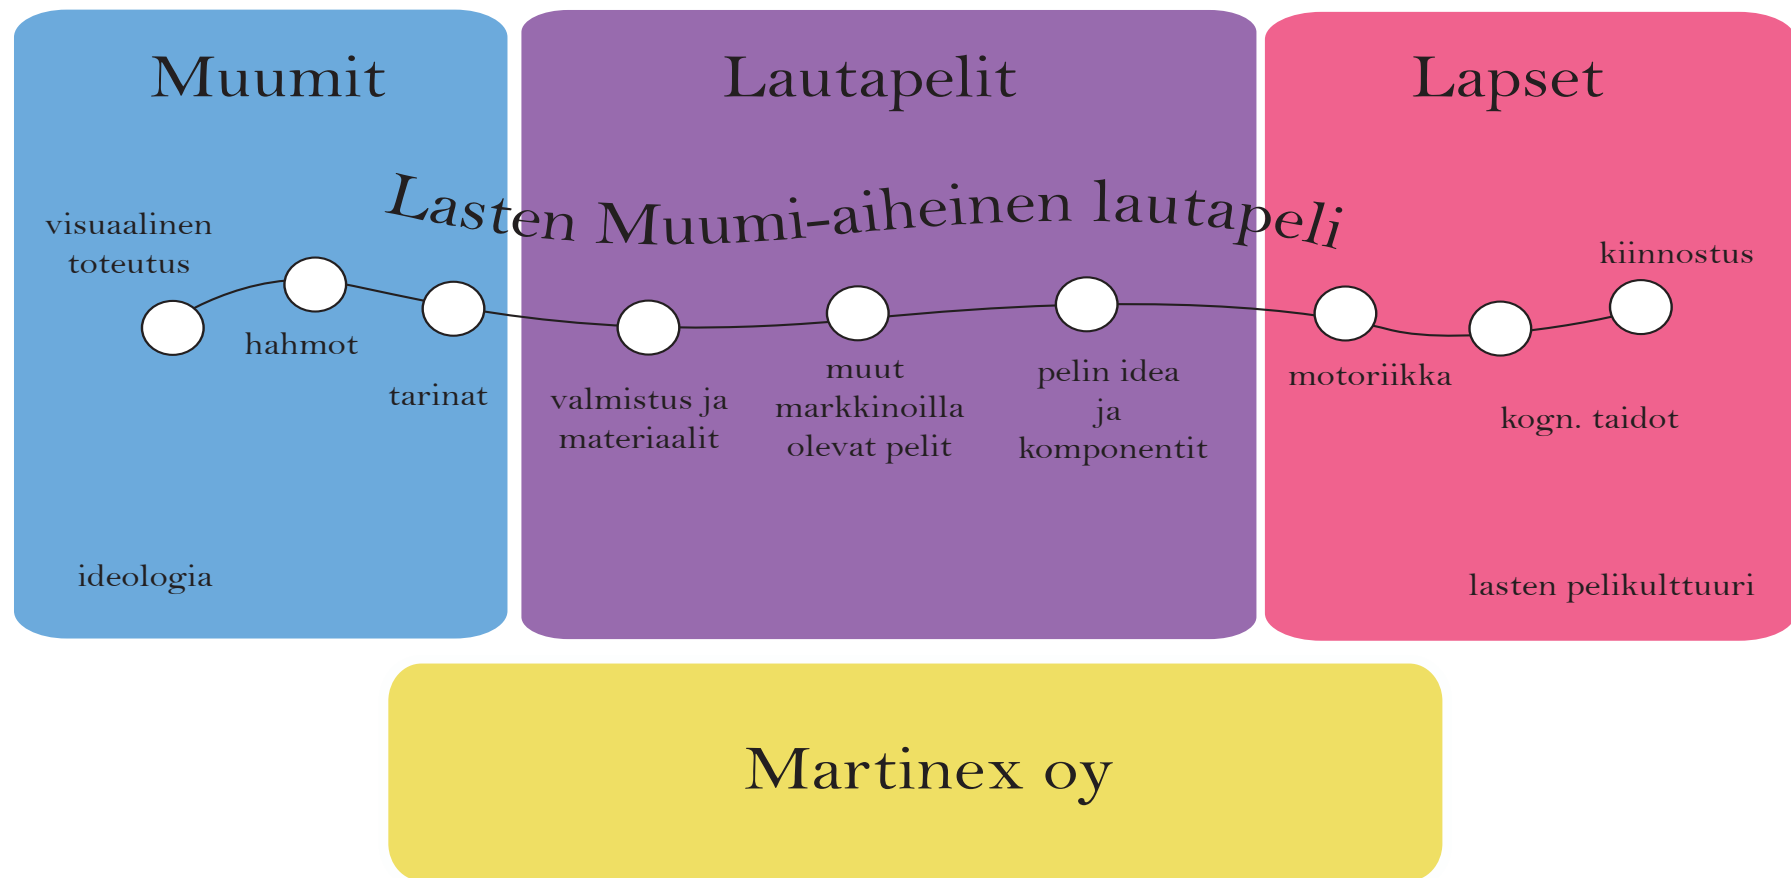 Muumit
Lautapelit
Lapset
Lasten Muumi-aiheinen lautapeli
visuaalinen
toteutus
hahmot
tarinat
ideologia
valmistus ja
materiaalit
muut
markkinoilla
olevat pelit
pelin idea
ja
komponentit
motoriikka
kogn. taidot
kiinnostus
lasten pelikulttuuri
Martinex oy